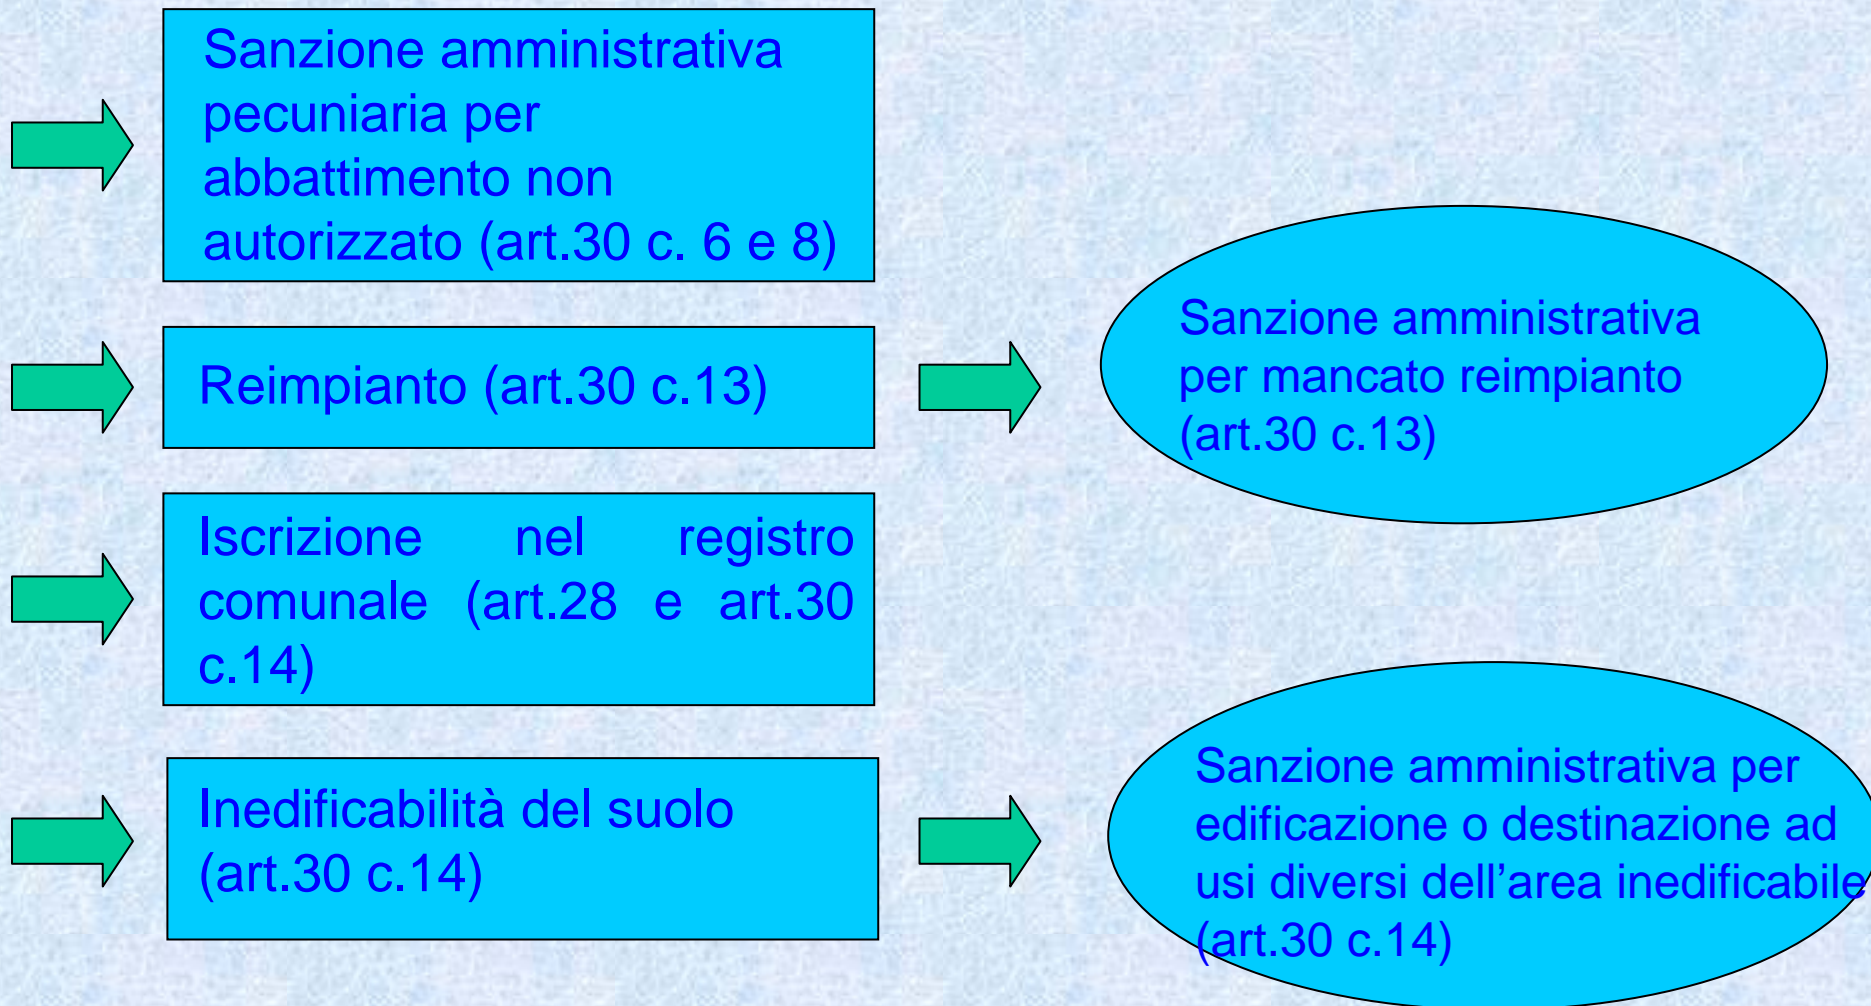 Sanzione amministrativa
pecuniaria per
abbattimento non
autorizzato (art.30 c. 6 e 8)
Reimpianto (art.30 c.13)
Sanzione amministrativa
per mancato reimpianto
(art.30 c.13)
Iscrizione nel registro
comunale (art.28 e art.30
c.14)
Inedificabilità del suolo
(art.30 c.14)
Sanzione amministrativa per
edificazione o destinazione ad
usi diversi dell’area inedificabile
(art.30 c.14)